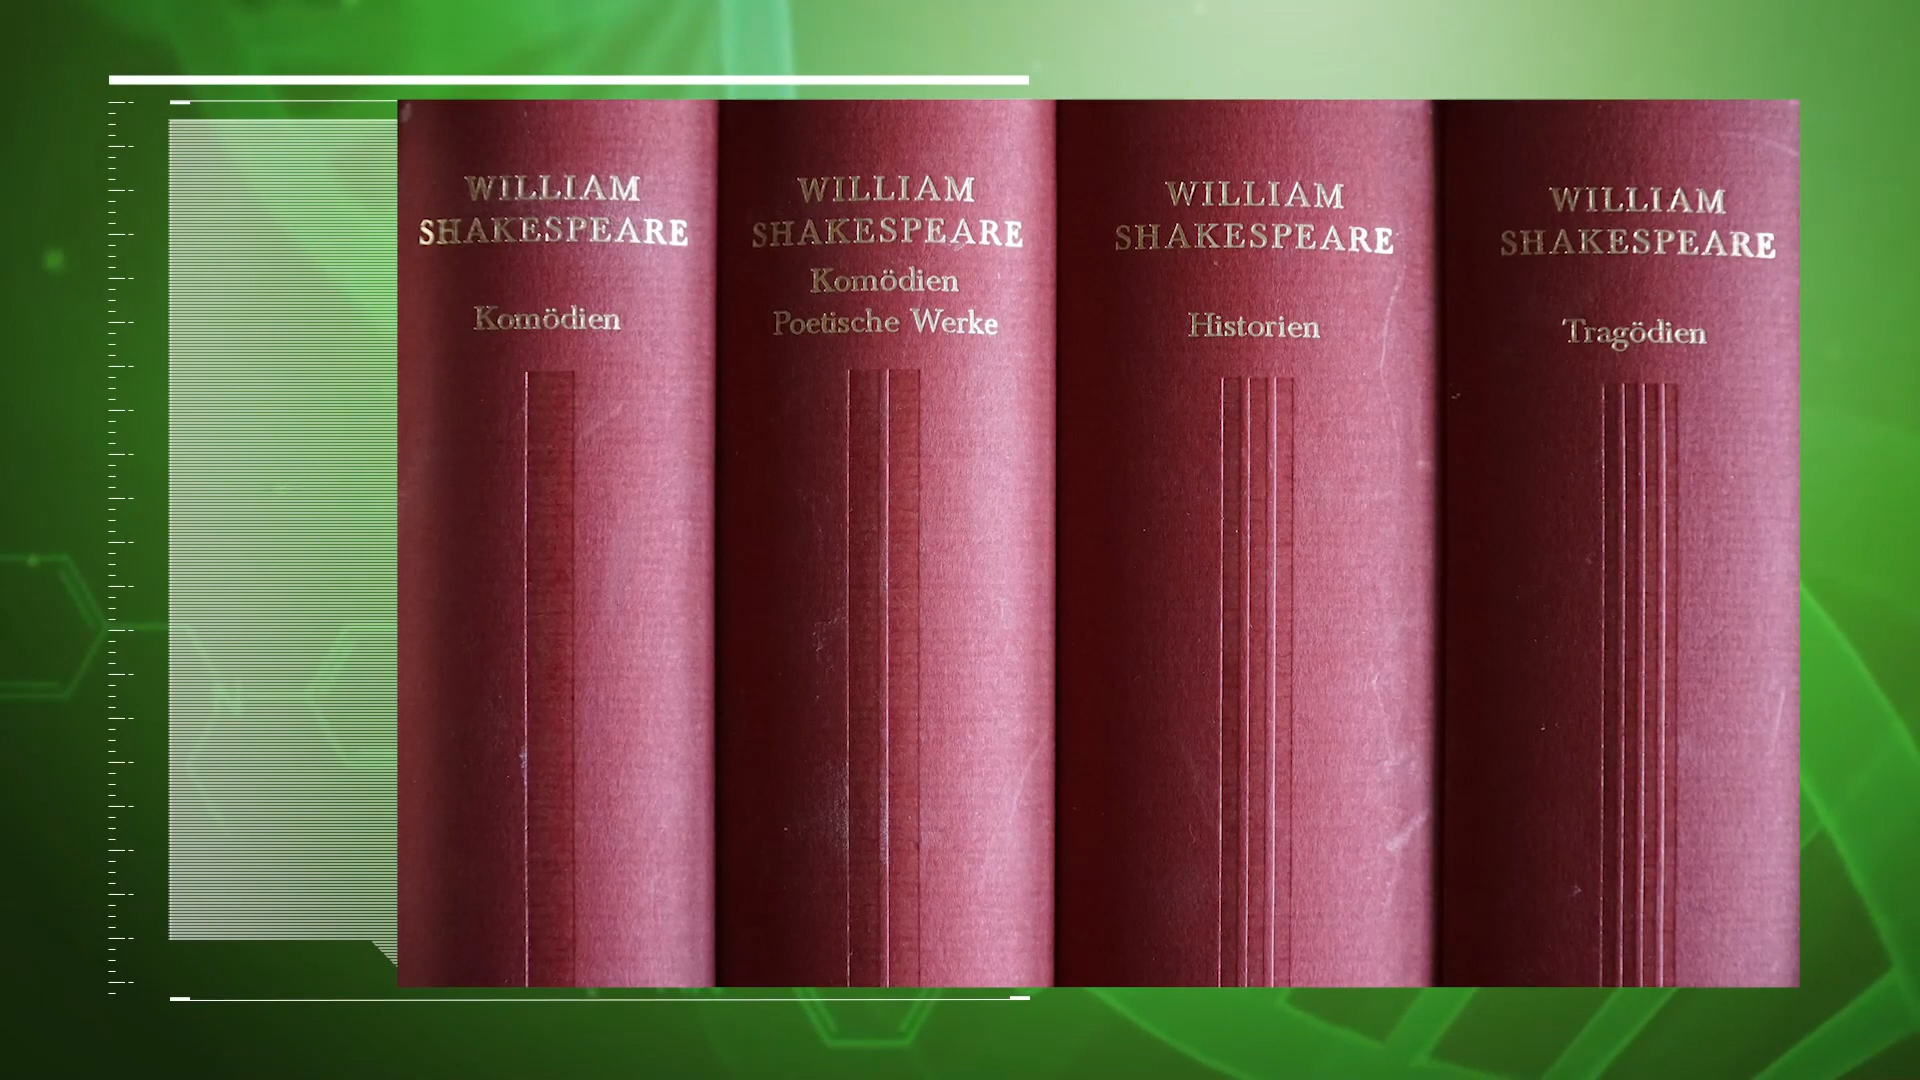 WILLIAM
SHAKESPEARE
Komödien
WILLIAM
SHAKESPEARE
Komödien
Poetische Werke
WILLIAM
SHAKESPEARE
Historien
WILLIAM
SHAKESPEARE
Tragödien